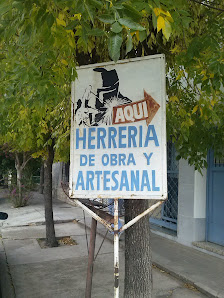 AQUI
HERRERIA
DE OBRA Y
ARTESANAL